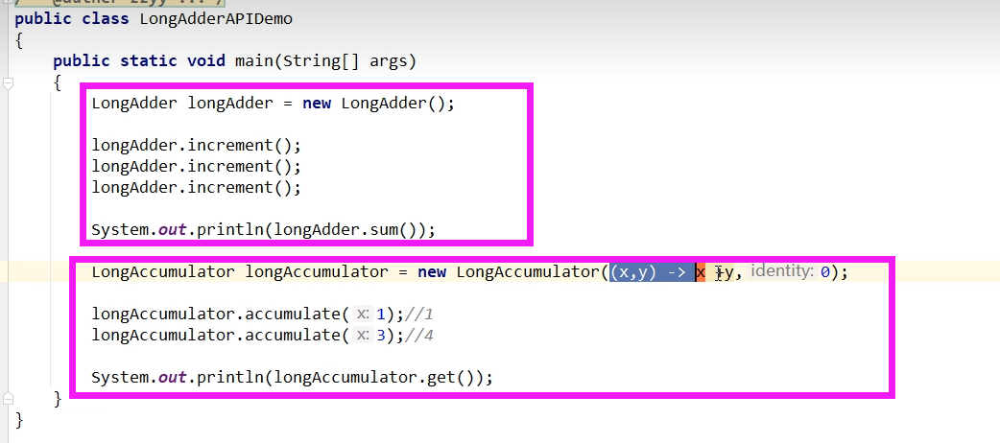 public class LongAdderAPIDemo
{
public static void main(String[] args)
{
LongAdder longAdder = new LongAdder();
longAdder.increment();
longAdder.increment();
longAdder.increment();
System.out.println(longAdder.sum());
LongAccumulator longAccumulator = new LongAccumulator((x,y) -> x +y, identity: 0);
longAccumulator.accumulate( x: 1);//1
longAccumulator.accumulate( x: 3);//4
System.out.println(longAccumulator.get());
}
}